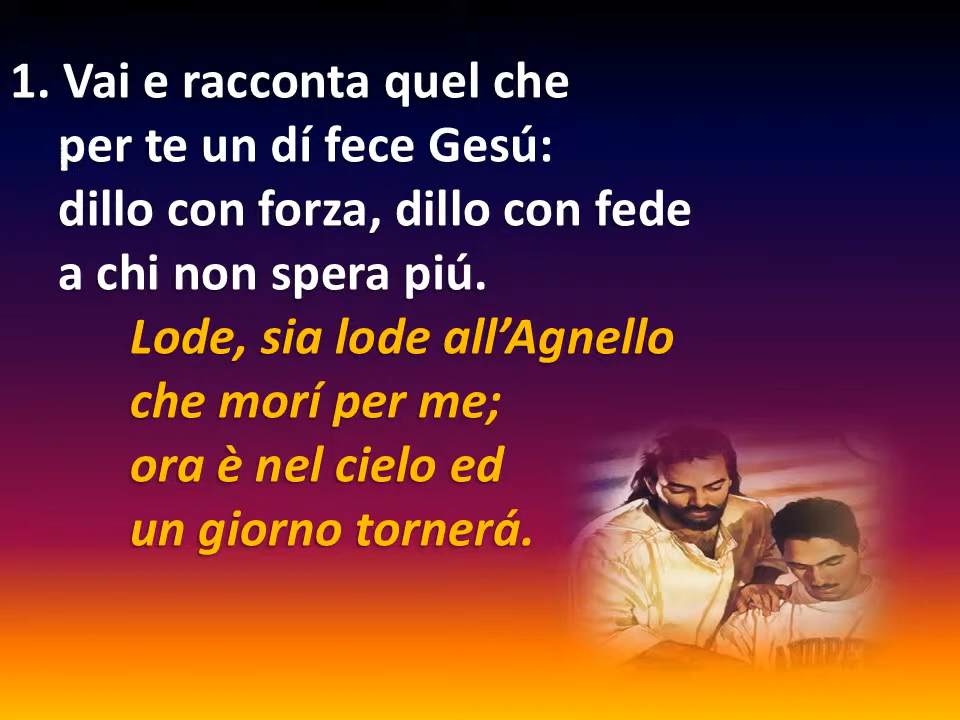 1. Vai e racconta quel che
per te un dí fece Gesú:
dillo con forza, dillo con fede
a chi non spera piú.
Lode, sia lode all’Agnello
che morí per me;
ora è nel cielo ed
un giorno tornerá.